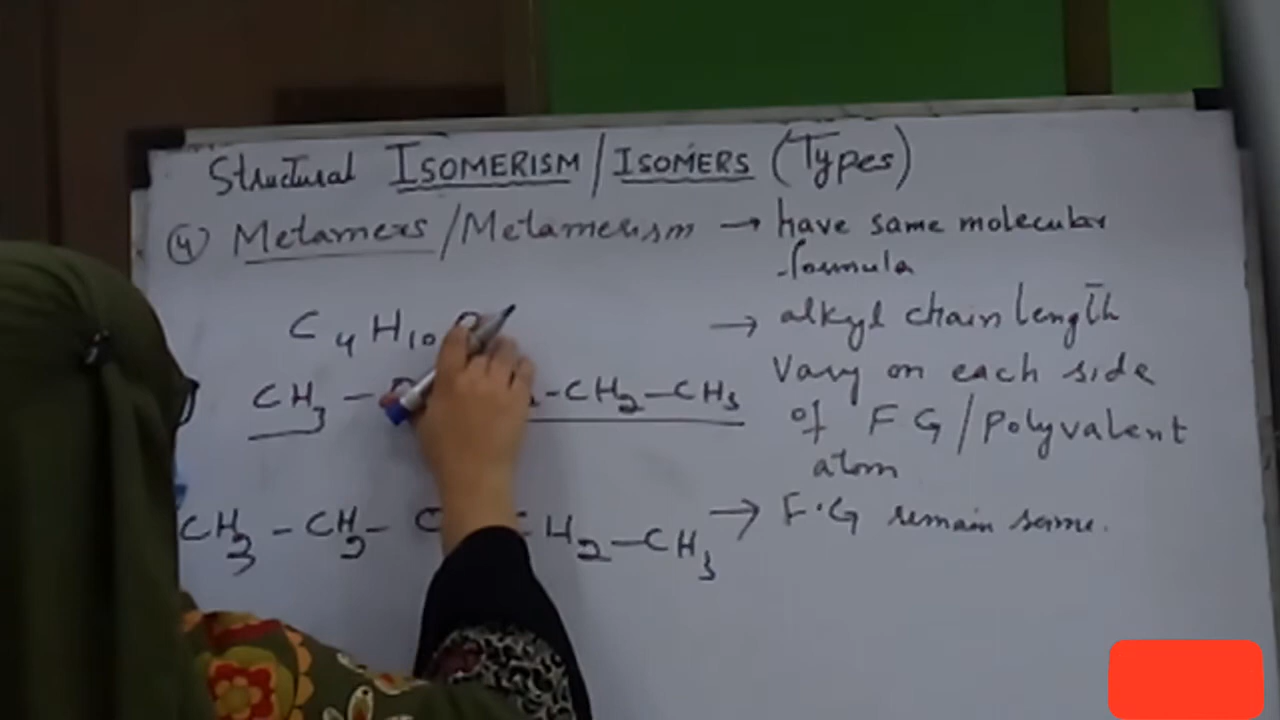 Structural ISOMERISM/ISOMERS (Types)
(4) Metamers/Metamerism → have same molecular
formula
C4H10
→ alkyl chain length
CH3 – – CH2 – CH3
Vary on each side
of FG/Polyvalent
atom
CH3 – CH2 – CH2 – CH3
→ F.G remain same.